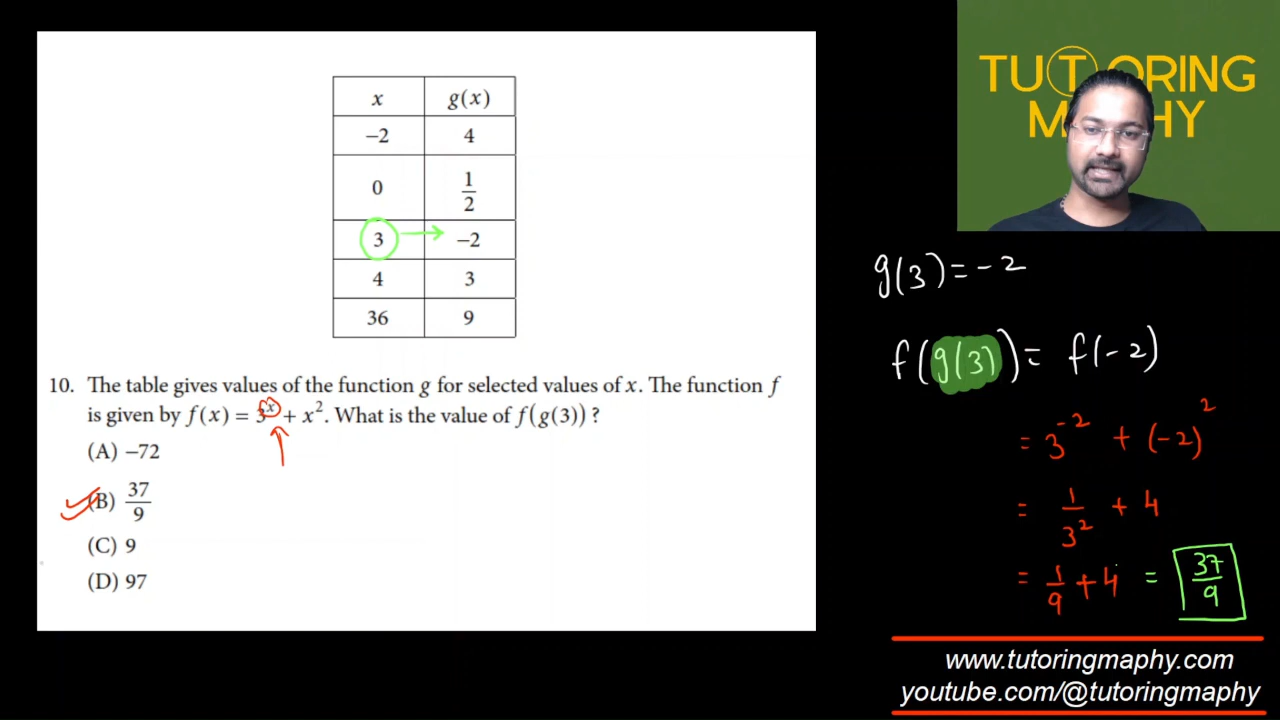 x g(x)
−2 4
0 1/2
3 −2
4 3
36 9
10. The table gives values of the function g for selected values of x. The function f
is given by f(x) = 3^x + x². What is the value of f(g(3)) ?
(A) −72
(B) 37/9
(C) 9
(D) 97
TUTORING
MAPHY
g(3) = −2
f(g(3)) = f(−2)
= 3^−2 + (−2)^2
= 1/3² + 4
= 1/9 + 4 = 37/9
www.tutoringmaphy.com
youtube.com/@tutoringmaphy